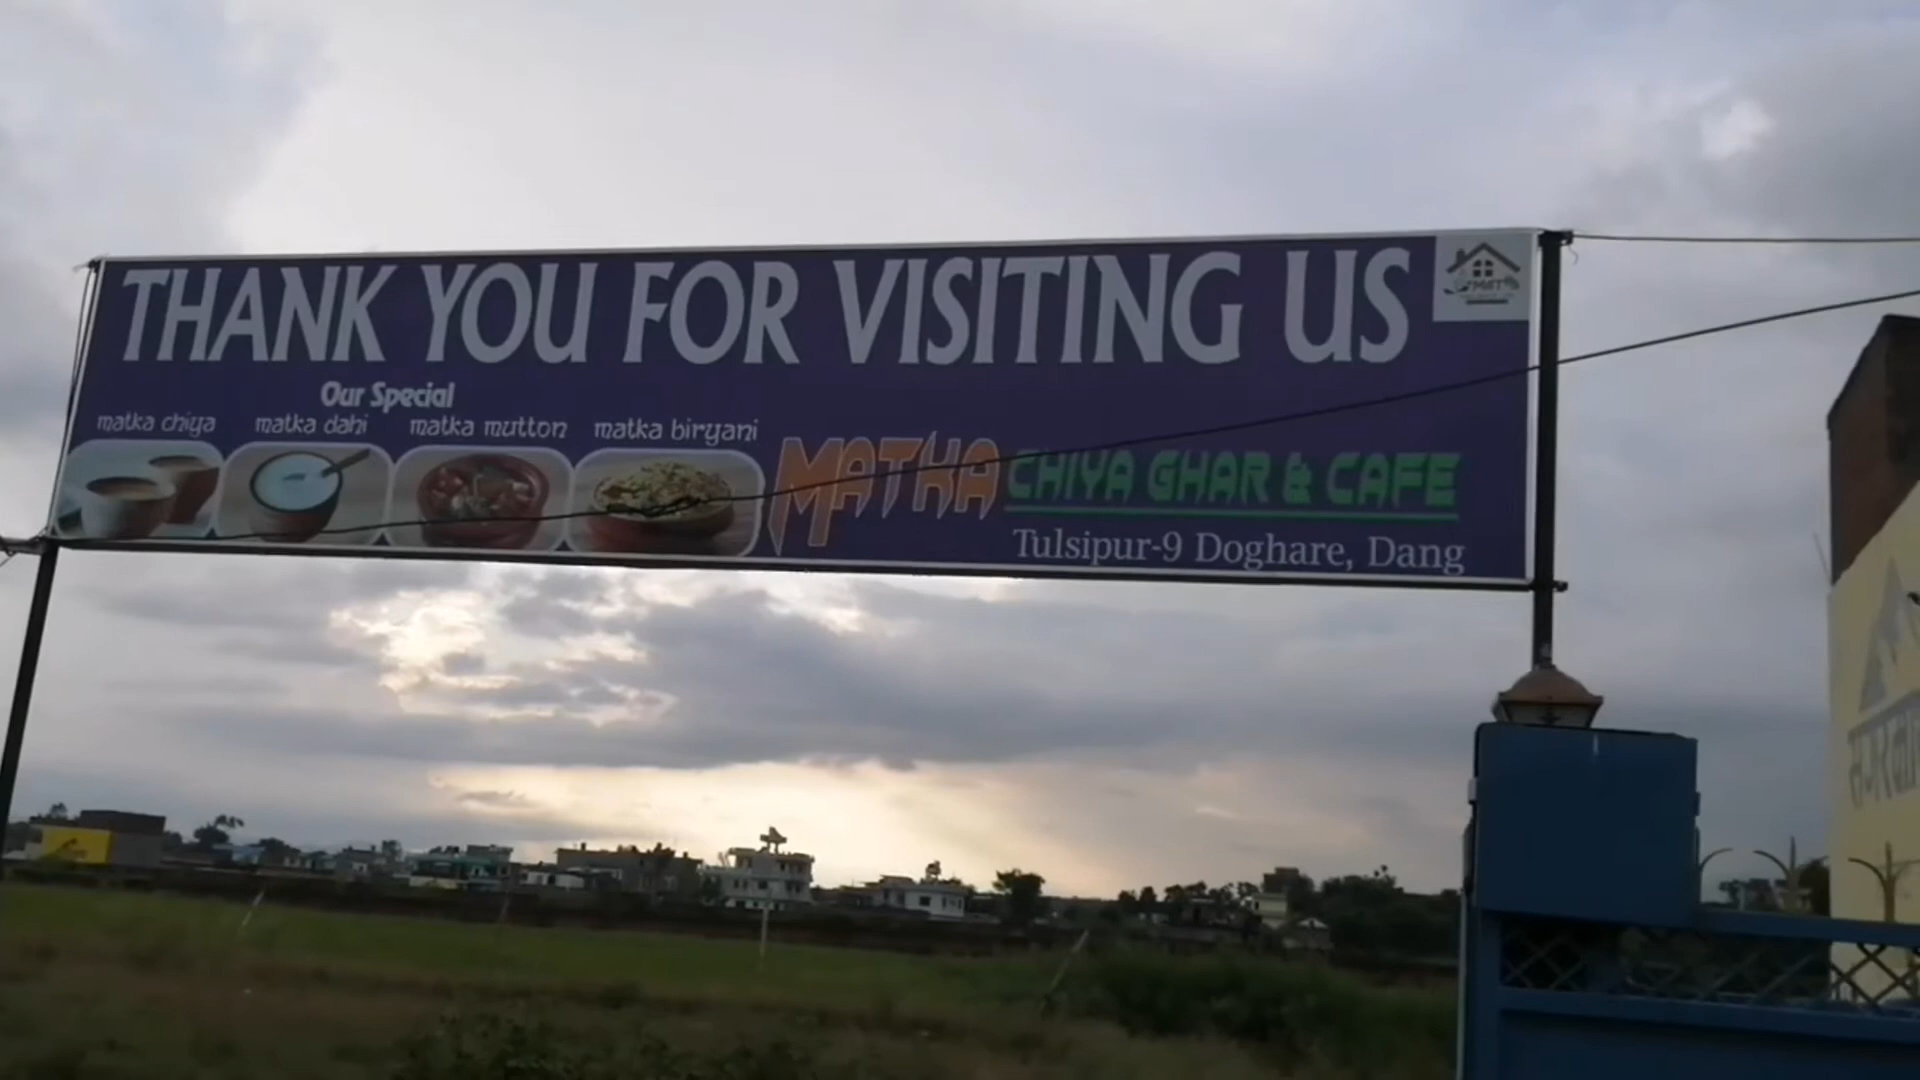 THANK YOU FOR VISITING US
Our Special
matka chiya matka dahi matka mutton matka biryani
MATKA CHIYA GHAR & CAFE
Tulsipur-9 Doghare, Dang